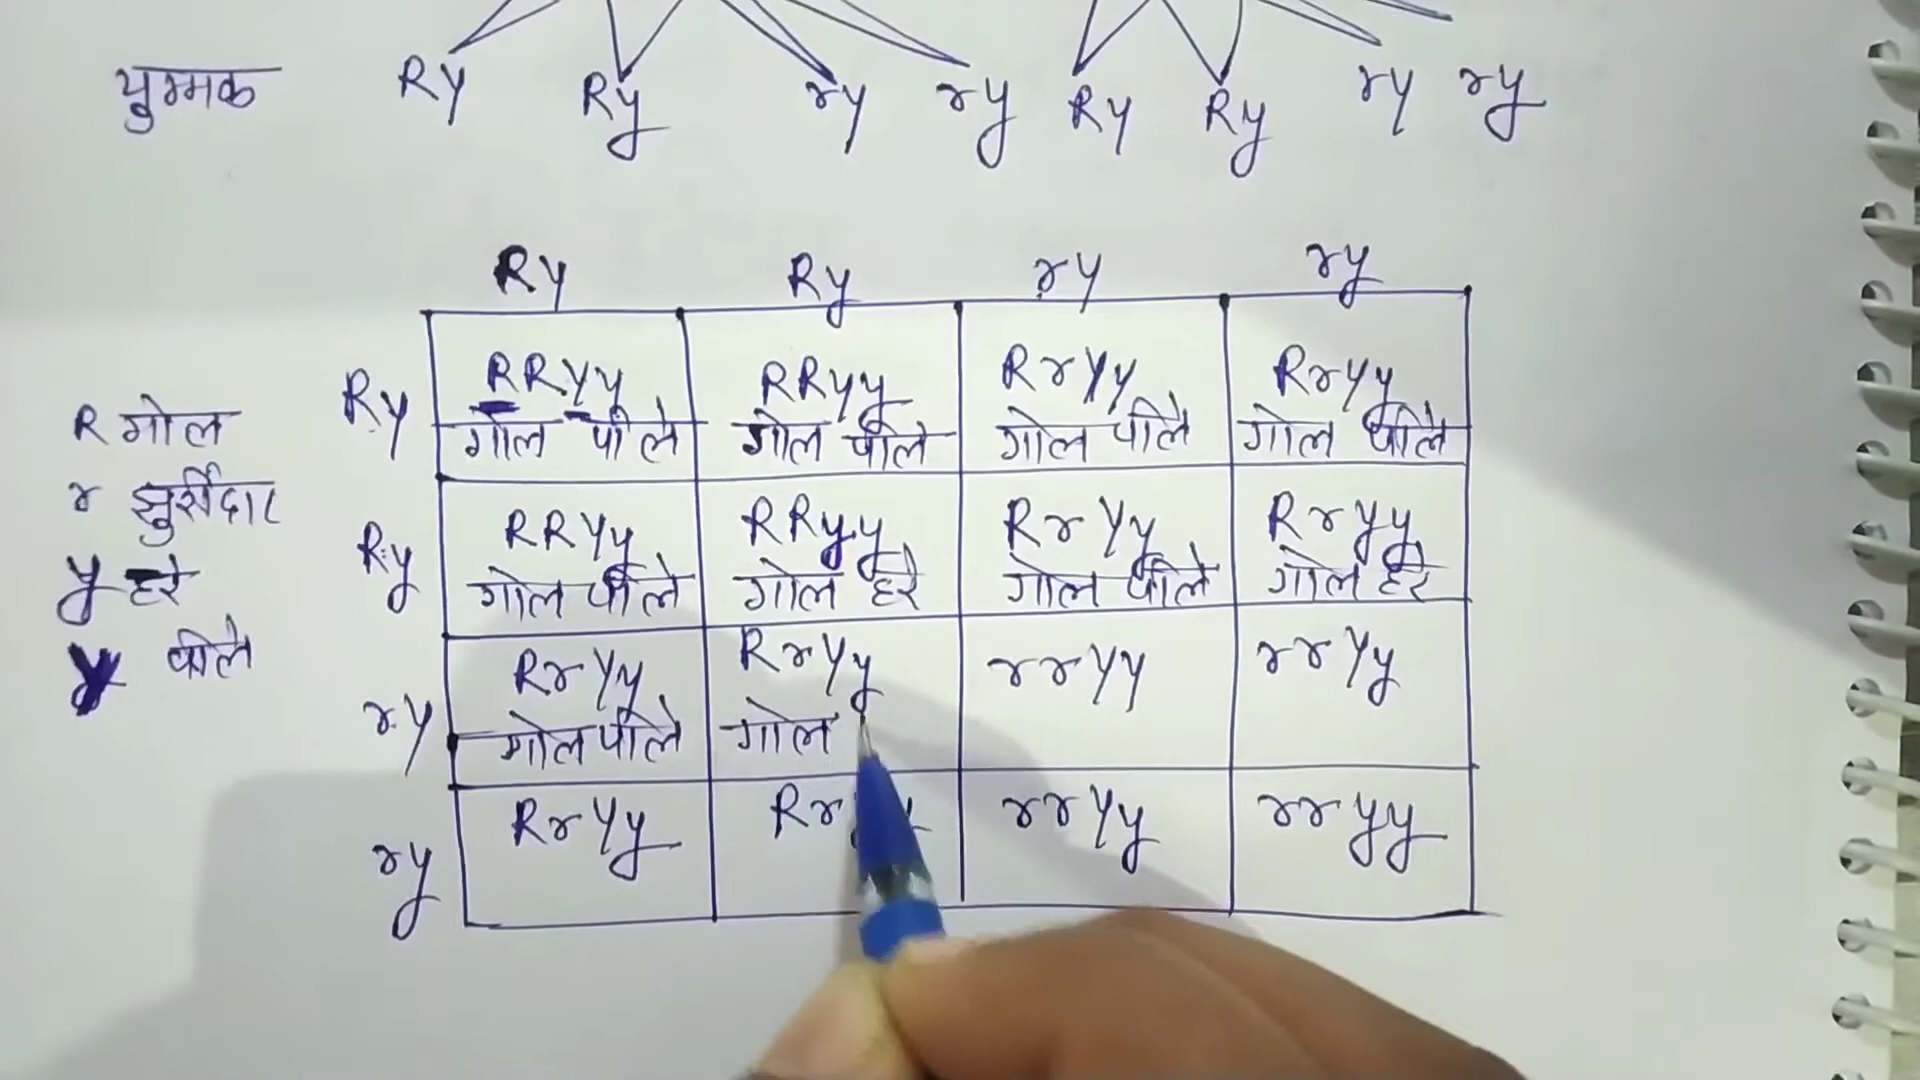 युग्मक RY Ry rY ry RY Ry rY ry
RY Ry rY ry
RY RRYY RRYy RrYY RrYy
गोल पीले गोल पीले गोल पीले गोल पीले
R गोल
r झुर्रीदार
Ry RRYy RRyy RrYy Rryy
y हरे
गोल पीले गोल हरे गोल पीले गोल हरे
Y पीले
rY RrYY RrYy rrYY rrYy
गोल पीले गोल
ry RrYy Rr rrYy rryy